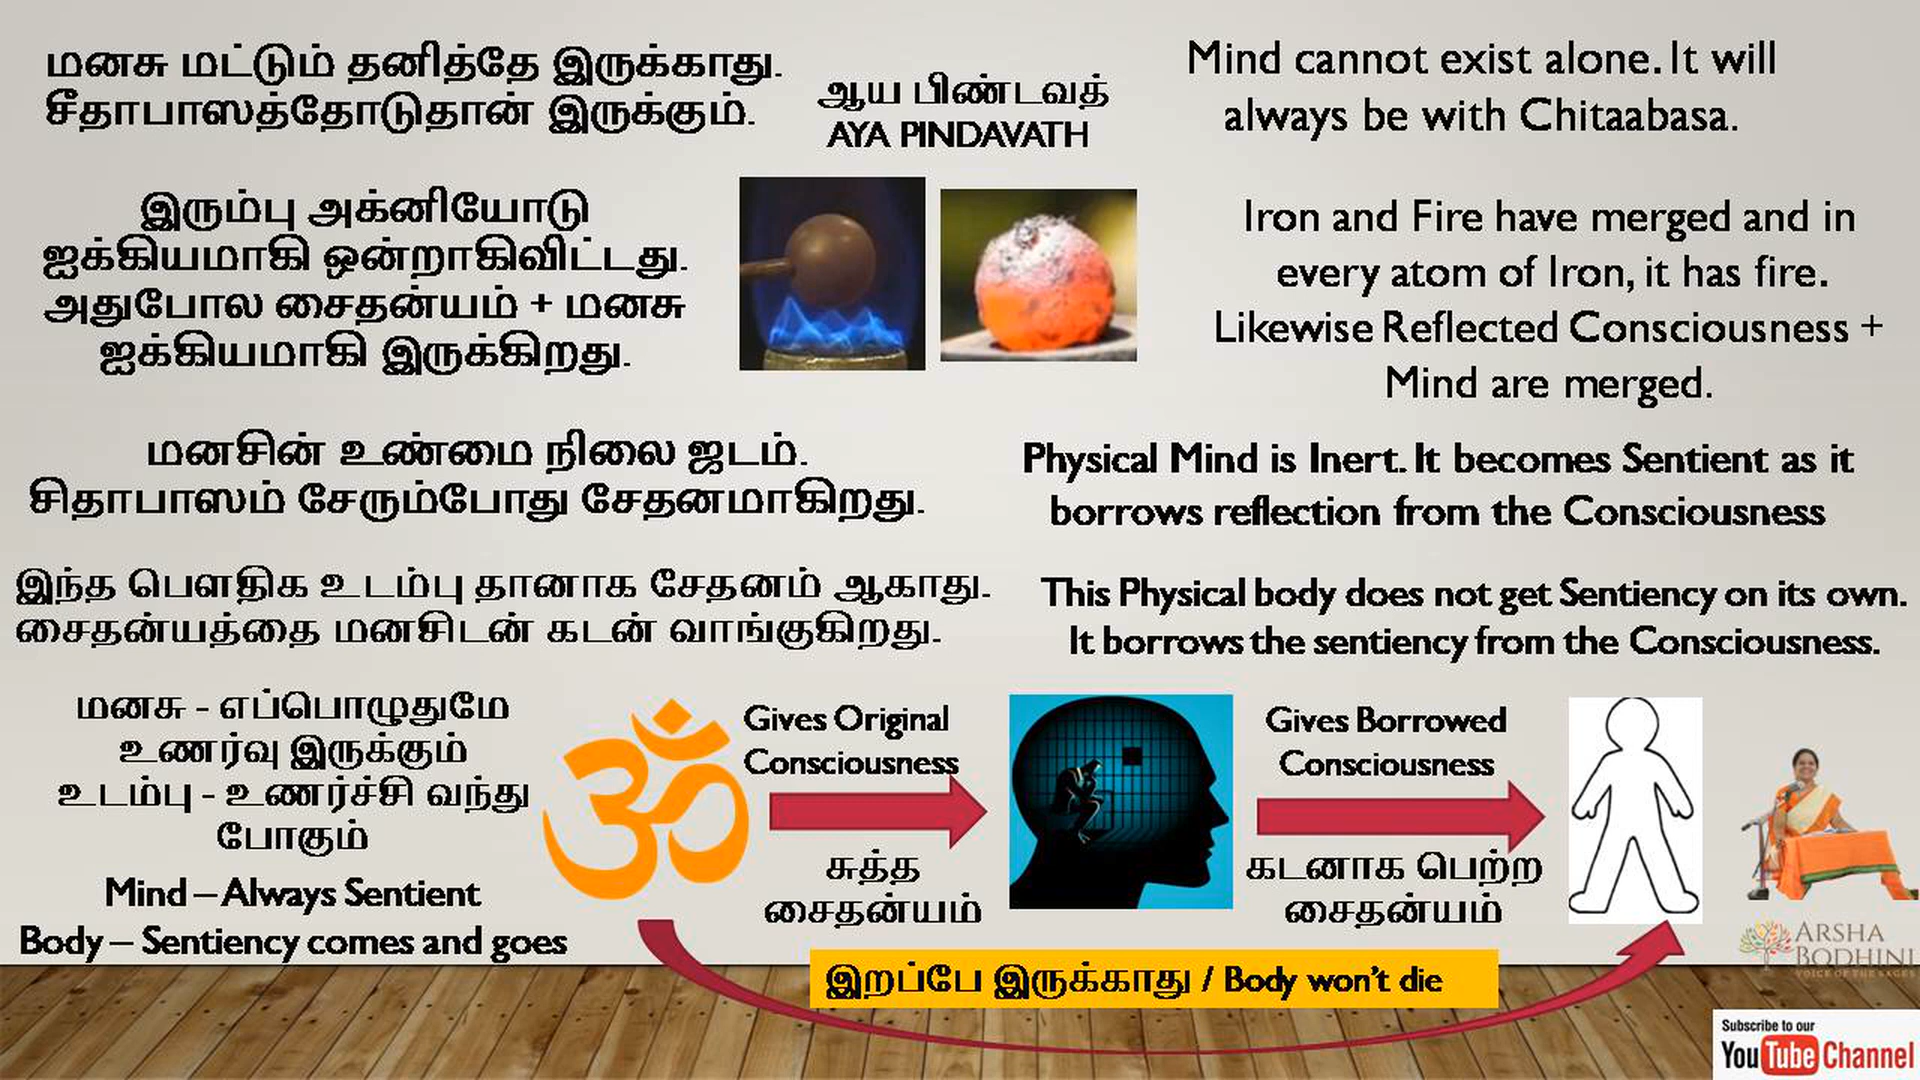 மனசு மட்டும் தனித்தே இருக்காது.
சீதாபாஸத்தோடுதான் இருக்கும்.
ஆய பிண்டவத்
AYA PINDAVATH
Mind cannot exist alone. It will
always be with Chitaabasa.
இரும்பு அக்னியோடு
ஐக்கியமாகி ஒன்றாகிவிட்டது.
அதுபோல சைதன்யம் + மனசு
ஐக்கியமாகி இருக்கிறது.
Iron and Fire have merged and in
every atom of Iron, it has fire.
Likewise Reflected Consciousness +
Mind are merged.
மனசின் உண்மை நிலை ஜடம்.
சிதாபாஸம் சேரும்போது சேதனமாகிறது.
Physical Mind is Inert. It becomes Sentient as it
borrows reflection from the Consciousness
இந்த பௌதிக உடம்பு தானாக சேதனம் ஆகாது.
சைதன்யத்தை மனசிடன் கடன் வாங்குகிறது.
This Physical body does not get Sentiency on its own.
It borrows the sentiency from the Consciousness.
மனசு - எப்பொழுதுமே
உணர்வு இருக்கும்
உடம்பு - உணர்ச்சி வந்து
போகும்
Mind – Always Sentient
Body – Sentiency comes and goes
ॐ
Gives Original
Consciousness
சுத்த
சைதன்யம்
Gives Borrowed
Consciousness
கடனாக பெற்ற
சைதன்யம்
இறப்பே இருக்காது / Body won't die
ARSHA
BODHINI
VOICE OF THE SAGES
Subscribe to our
YouTube Channel